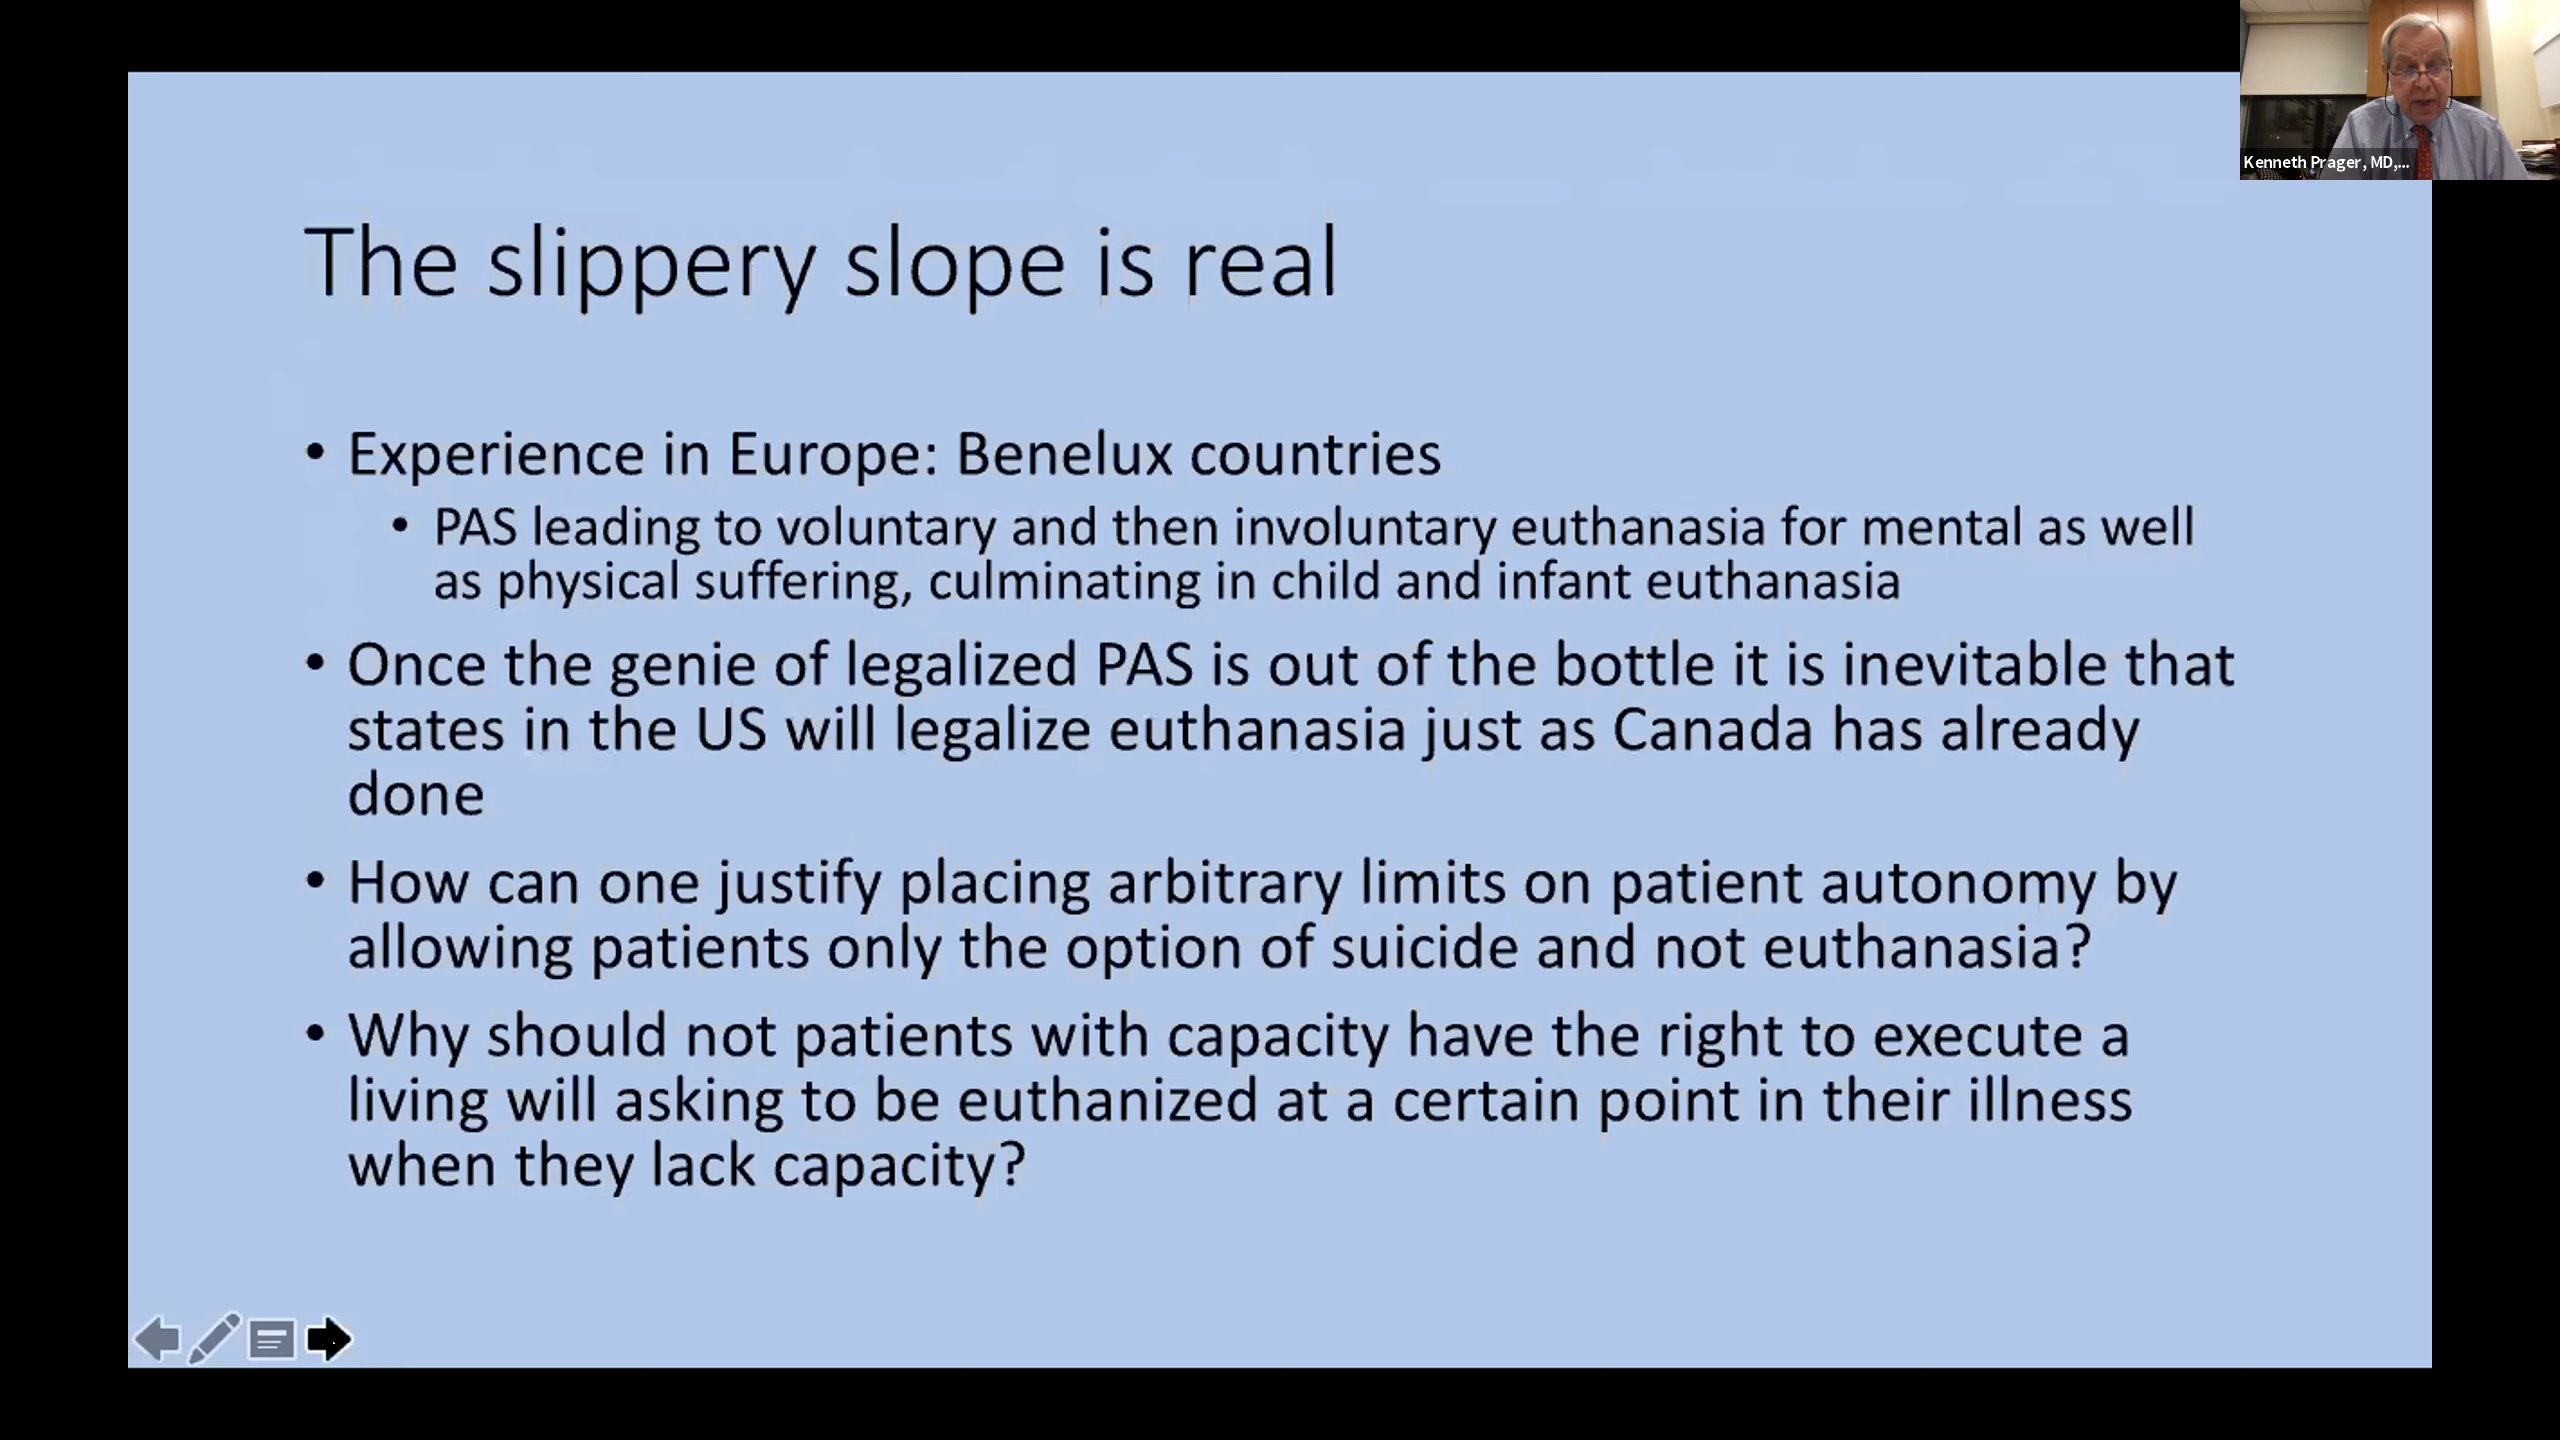 Kenneth Prager, MD,...
The slippery slope is real
• Experience in Europe: Benelux countries
• PAS leading to voluntary and then involuntary euthanasia for mental as well
as physical suffering, culminating in child and infant euthanasia
• Once the genie of legalized PAS is out of the bottle it is inevitable that
states in the US will legalize euthanasia just as Canada has already
done
• How can one justify placing arbitrary limits on patient autonomy by
allowing patients only the option of suicide and not euthanasia?
• Why should not patients with capacity have the right to execute a
living will asking to be euthanized at a certain point in their illness
when they lack capacity?